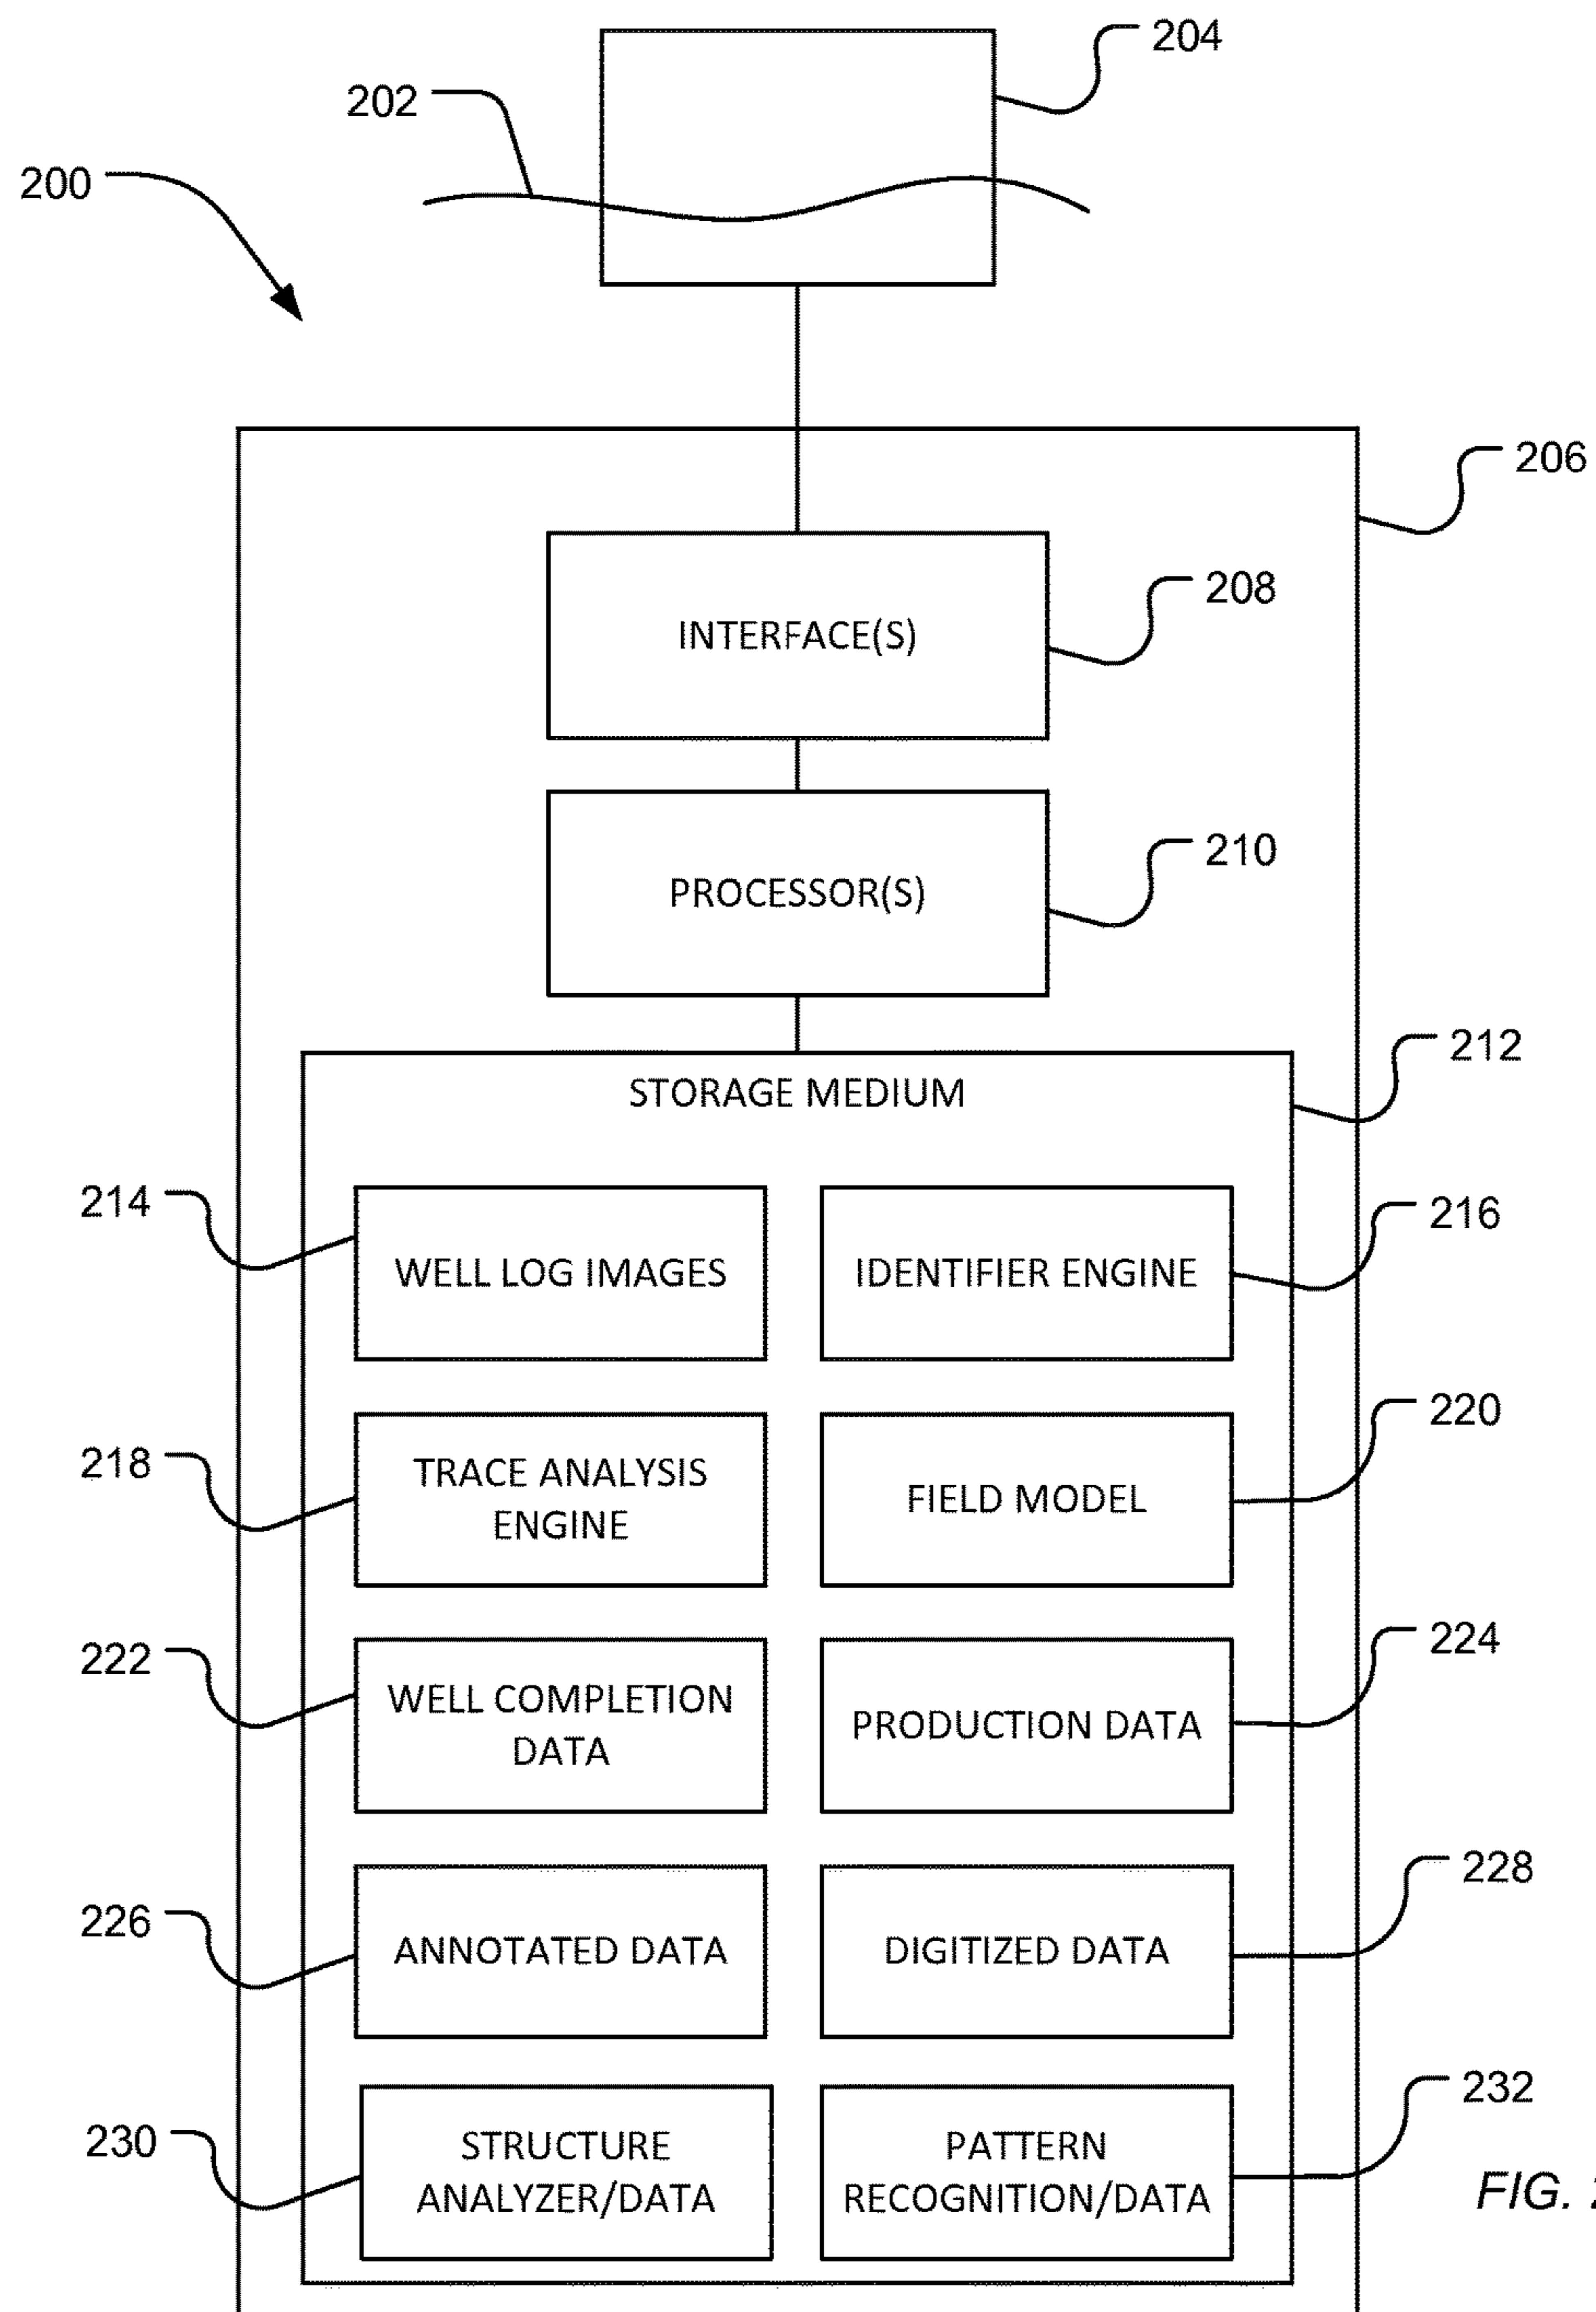 204
202
200
206
INTERFACE(S)
208
PROCESSOR(S)
210
212
STORAGE MEDIUM
214
WELL LOG IMAGES
IDENTIFIER ENGINE
216
218
TRACE ANALYSIS
ENGINE
FIELD MODEL
220
222
WELL COMPLETION
DATA
PRODUCTION DATA
224
226
ANNOTATED DATA
DIGITIZED DATA
228
230
STRUCTURE
ANALYZER/DATA
PATTERN
RECOGNITION/DATA
232
FIG.